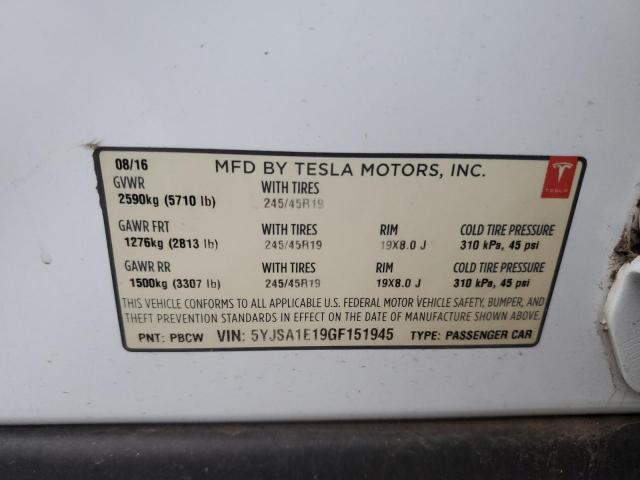 08/16 MFD BY TESLA MOTORS, INC.
GVWR WITH TIRES
2590kg (5710 lb) 245/45R19
TESLA
GAWR FRT WITH TIRES RIM COLD TIRE PRESSURE
1276kg (2813 lb) 245/45R19 19X8.0 J 310 kPa, 45 psi
GAWR RR WITH TIRES RIM COLD TIRE PRESSURE
1500kg (3307 lb) 245/45R19 19X8.0 J 310 kPa, 45 psi
THIS VEHICLE CONFORMS TO ALL APPLICABLE U.S. FEDERAL MOTOR VEHICLE SAFETY, BUMPER, AND
THEFT PREVENTION STANDARDS IN EFFECT ON THE DATE OF MANUFACTURE SHOWN ABOVE.
PNT: PBCW VIN: 5YJSA1E19GF151945 TYPE: PASSENGER CAR